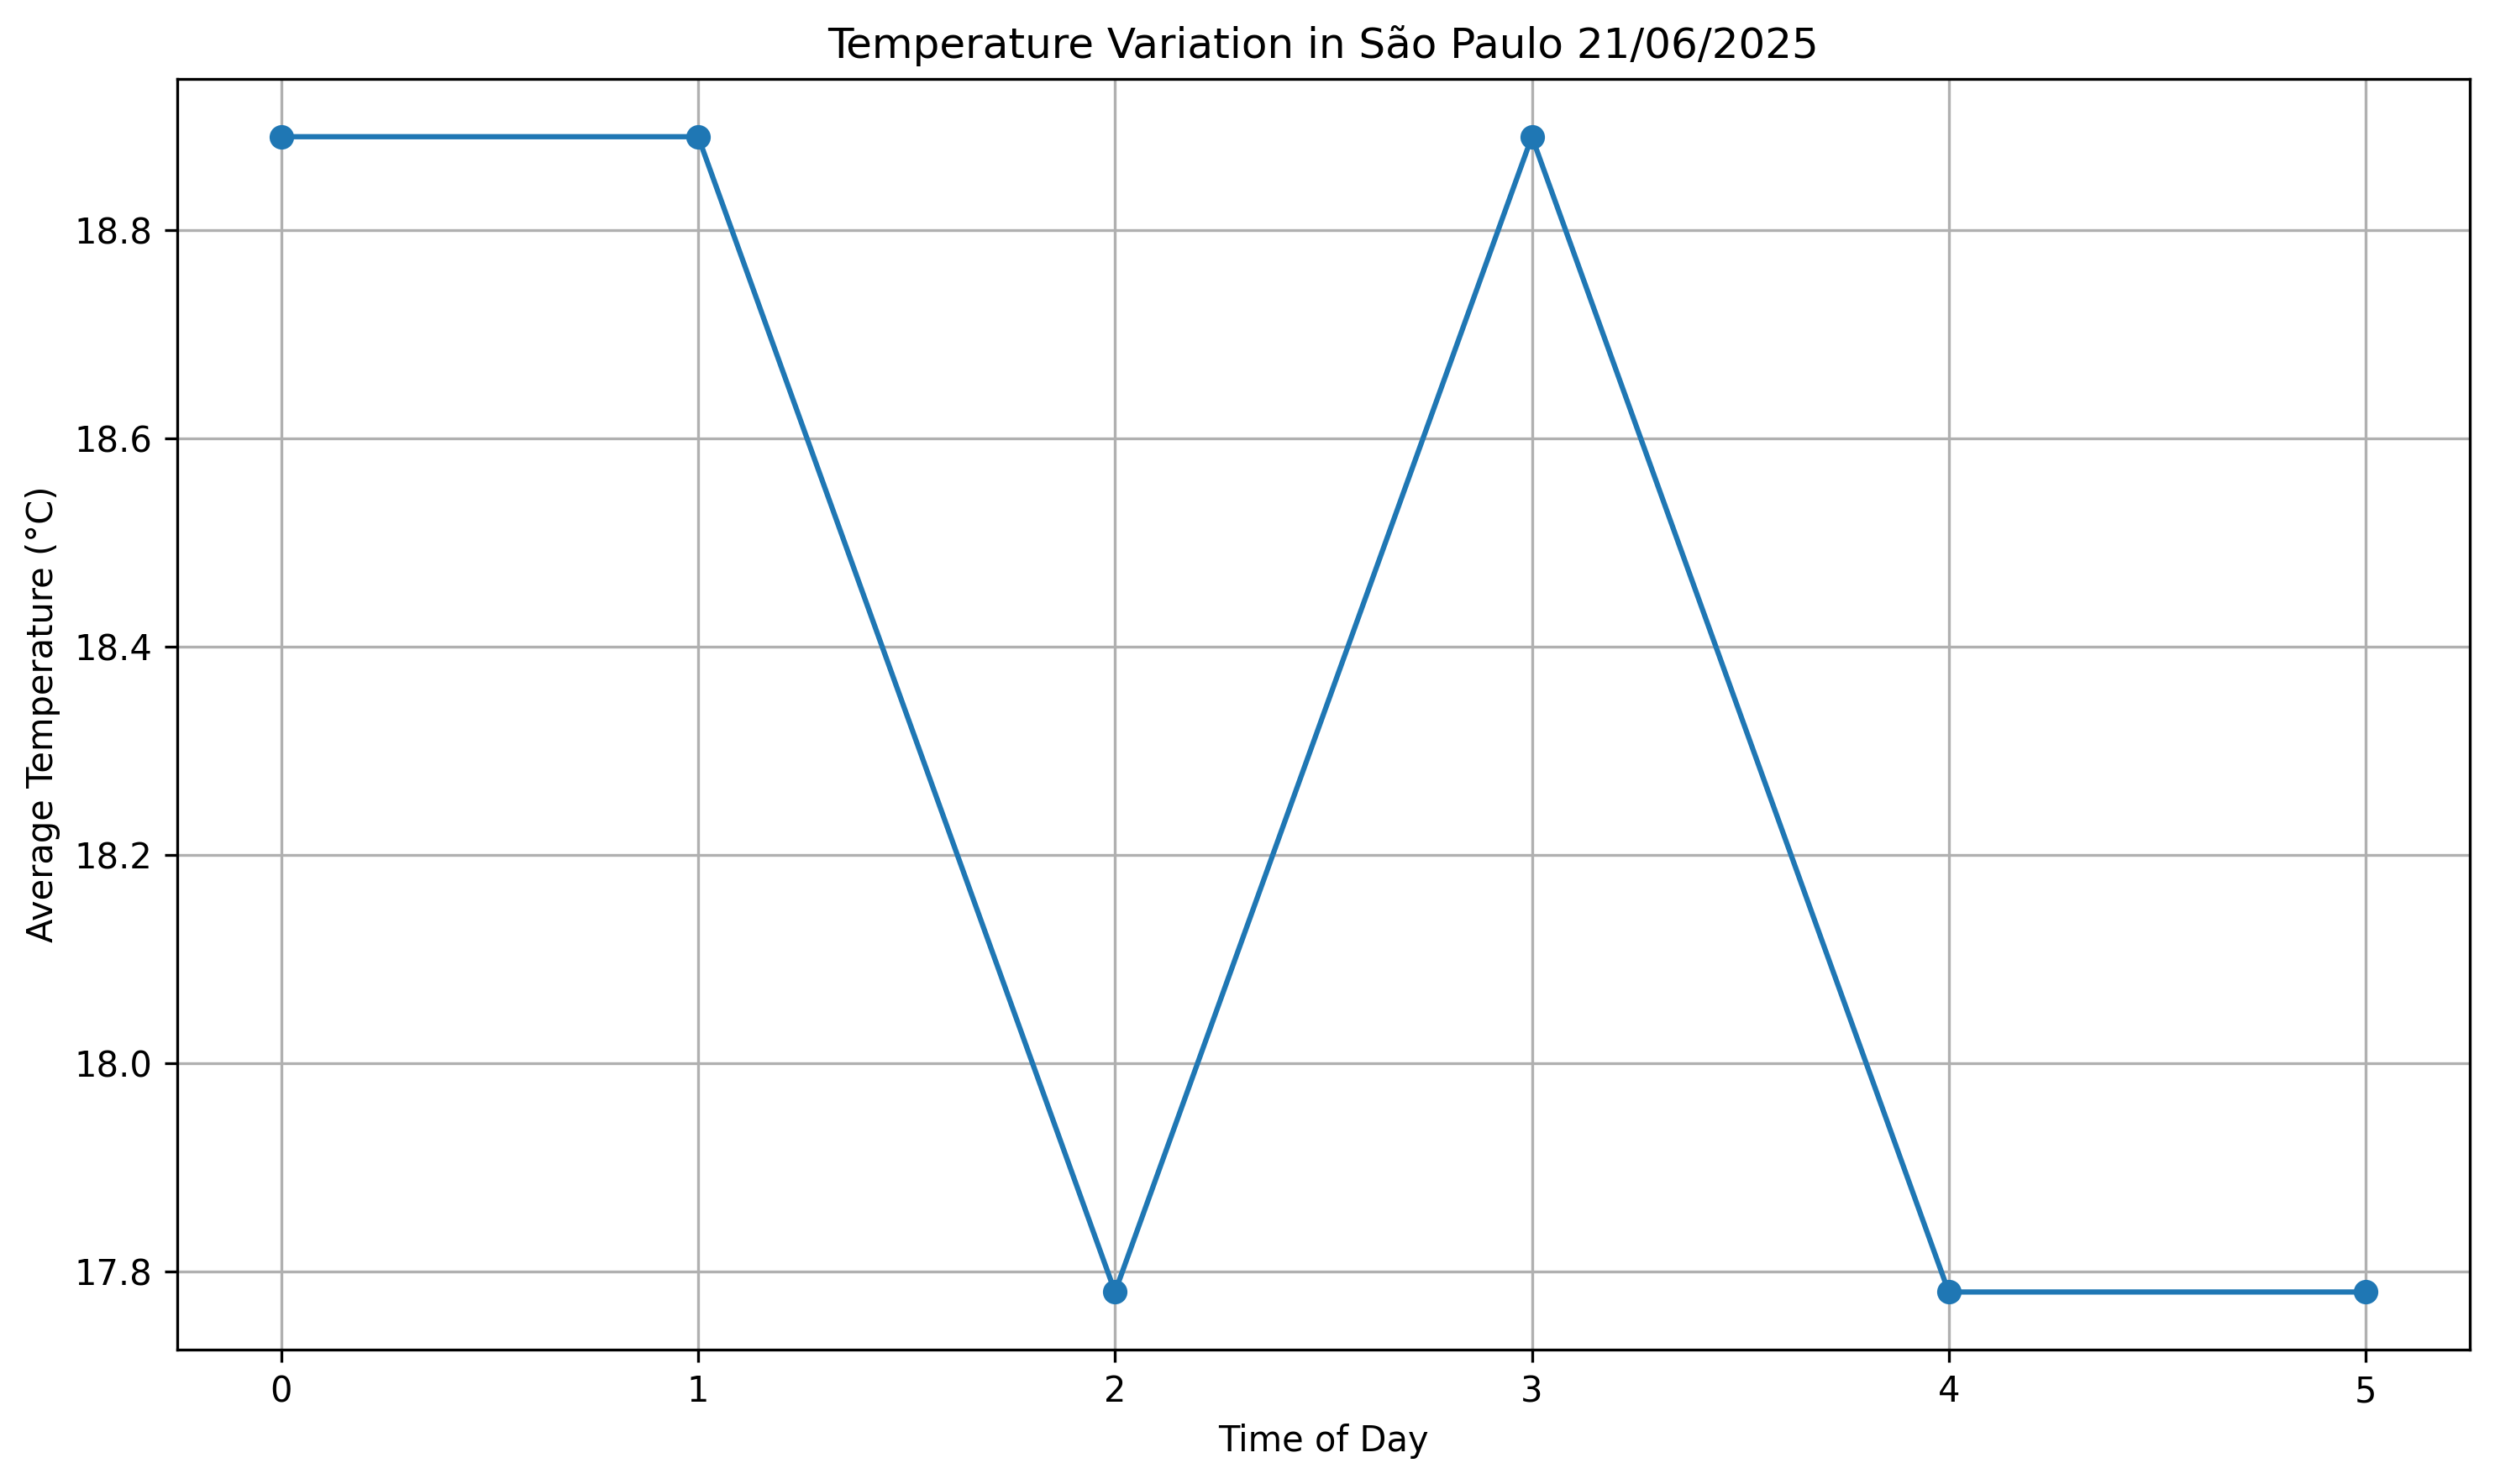 Temperature Variation in São Paulo 21/06/2025
Average Temperature (°C)
18.8
18.6
18.4
18.2
18.0
17.8
0 1 2 3 4 5
Time of Day